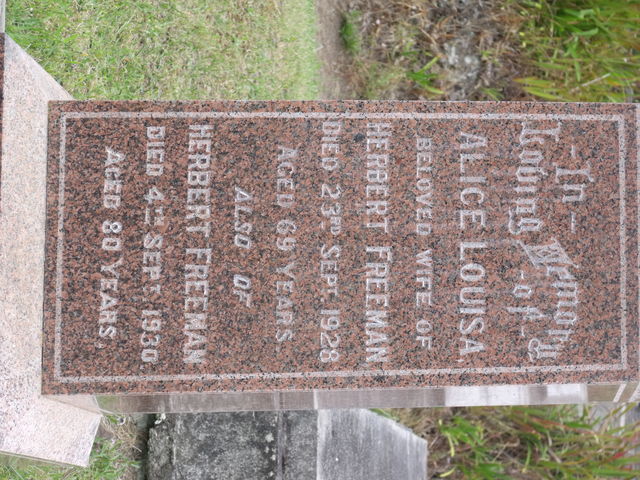 -In-
Loving Memory
-of-
ALICE LOUISA
BELOVED WIFE OF
HERBERT FREEMAN
DIED 23RD SEPT 1928
AGED 69 YEARS.
ALSO OF
HERBERT FREEMAN
DIED 4TH SEPT. 1930.
AGED 80 YEARS.